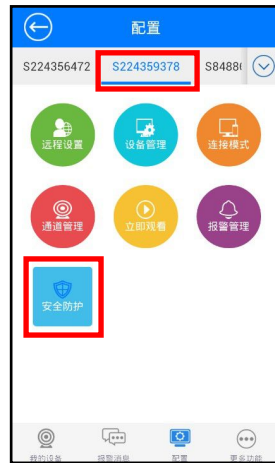 配置
S224356472 S224359378 S8488
远程设置 设备管理 连接模式
通道管理 立即观看 报警管理
安全防护
我的设备 报警消息 配置 更多功能